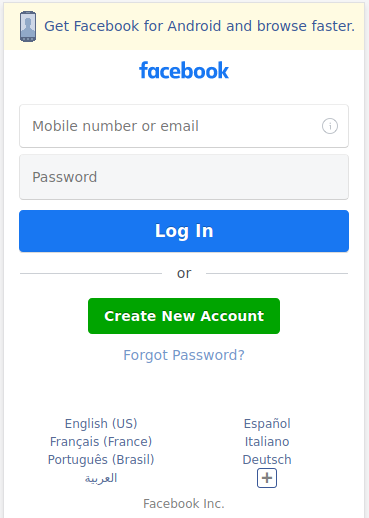 Get Facebook for Android and browse faster.
facebook
Mobile number or email
Password
Log In
or
Create New Account
Forgot Password?
English (US)
Español
Français (France)
Italiano
Português (Brasil)
Deutsch
العربية
Facebook Inc.